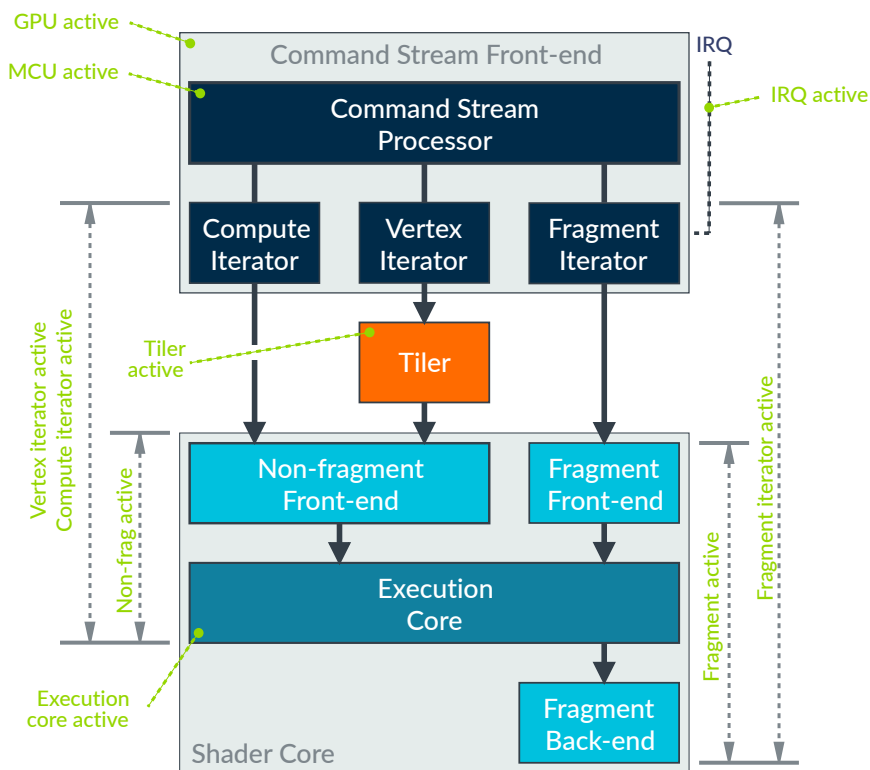 GPU active
Command Stream Front-end
IRQ
MCU active
IRQ active
Command Stream
Processor
Compute
Iterator
Vertex
Iterator
Fragment
Iterator
Tiler
active
Tiler
Vertex iterator active
Compute iterator active
Non-frag active
Non-fragment
Front-end
Fragment
Front-end
Fragment active
Fragment iterator active
Execution
Core
Execution
core active
Fragment
Back-end
Shader Core